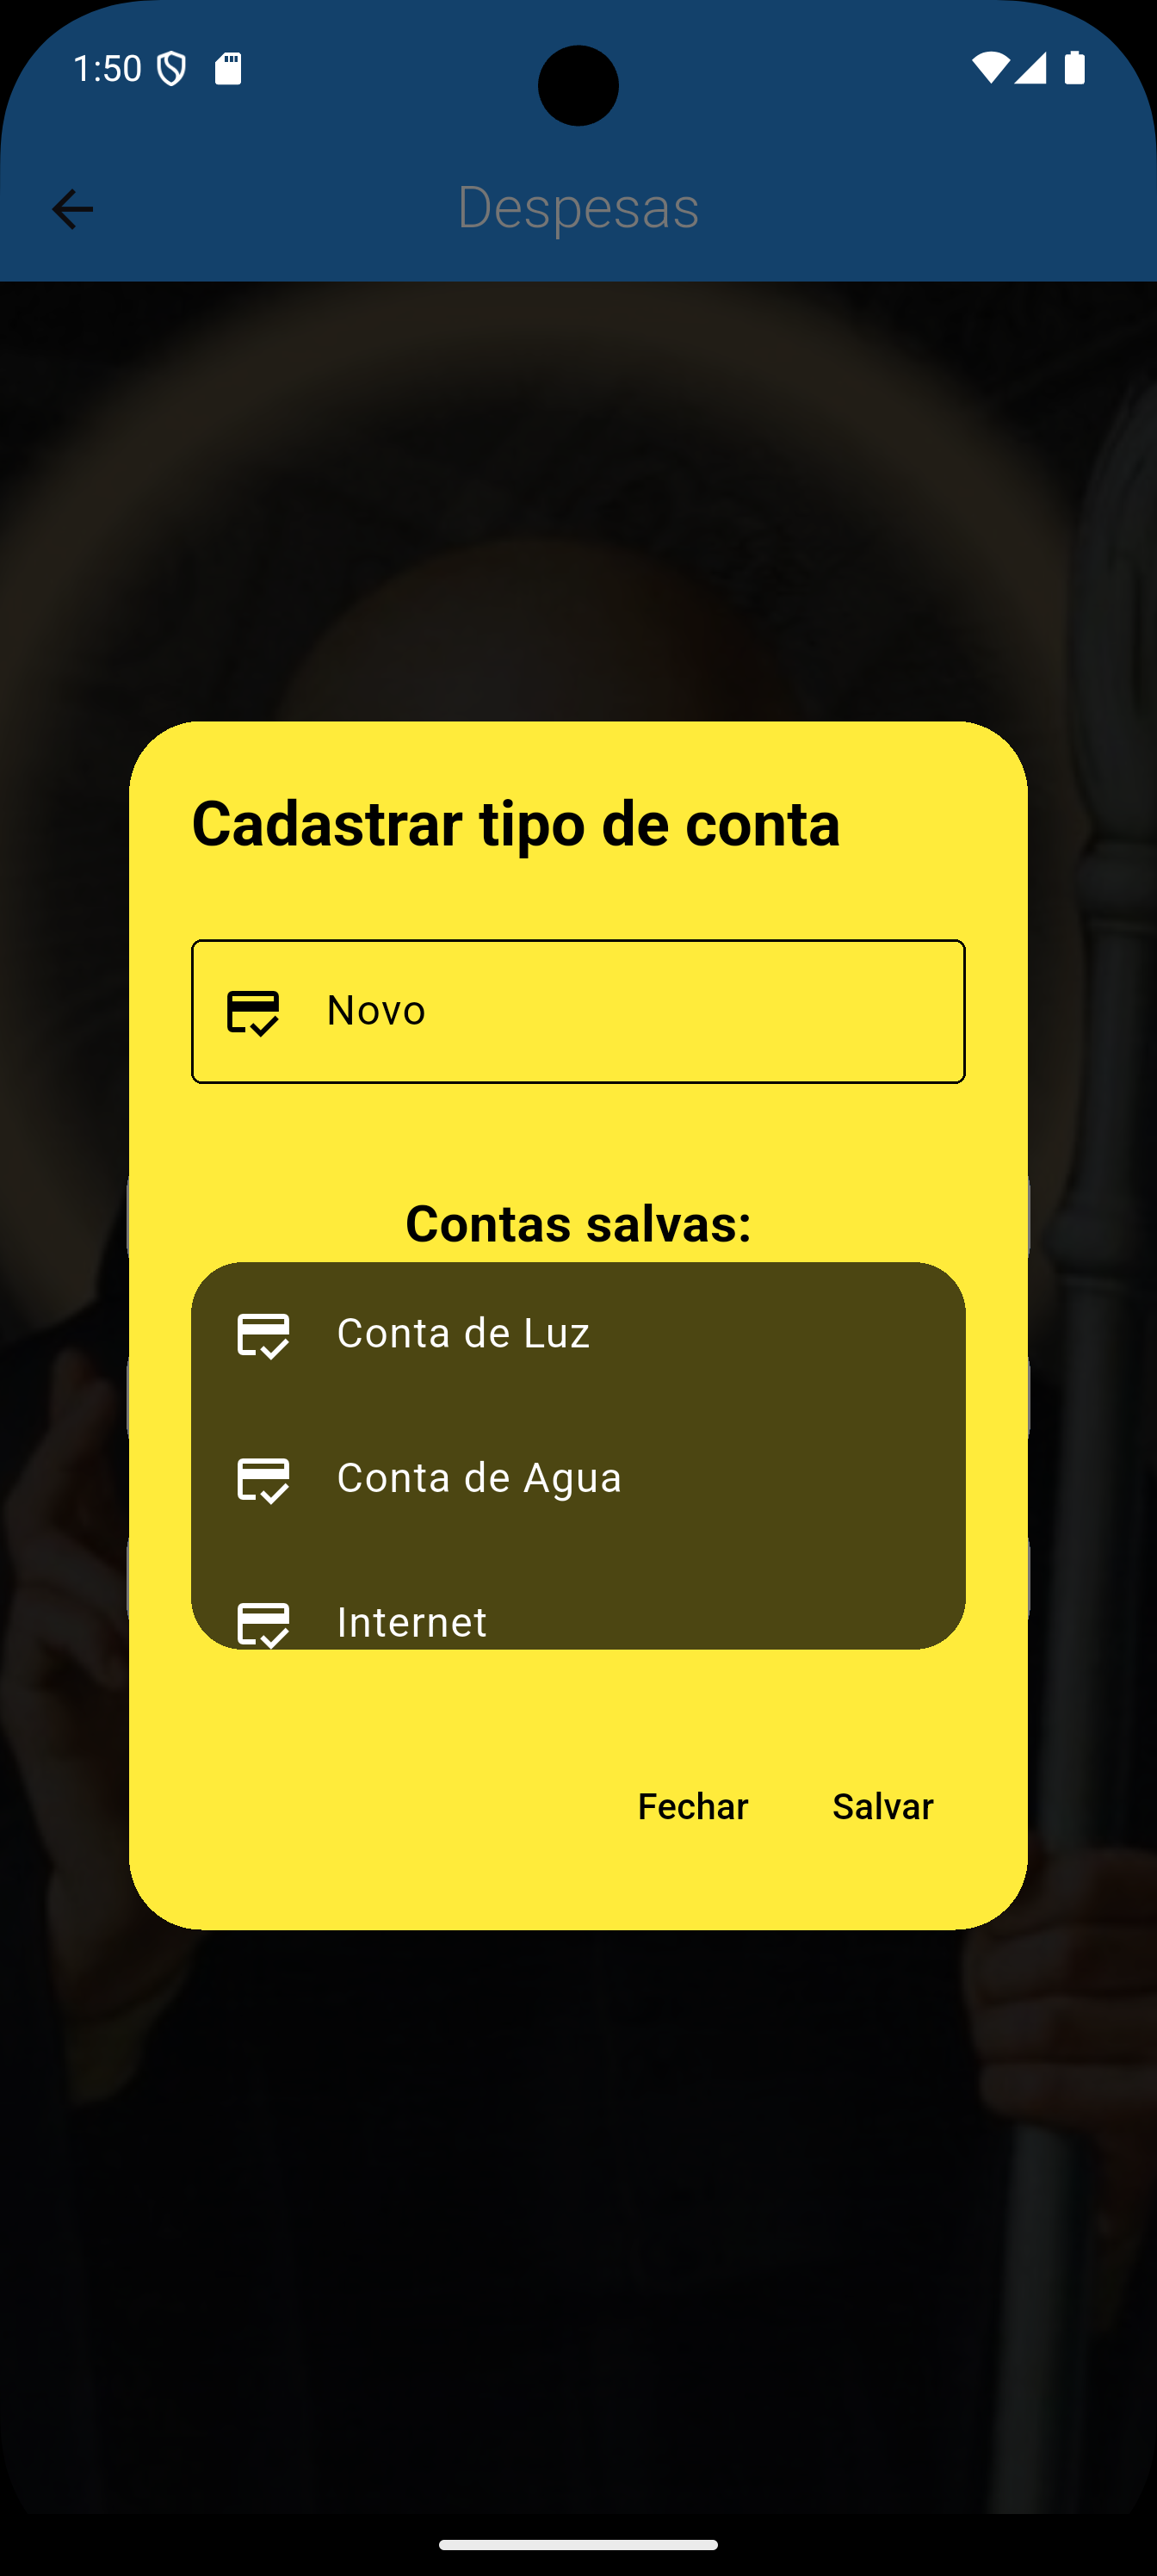 1:50
Despesas
Cadastrar tipo de conta
Novo
Contas salvas:
Conta de Luz
Conta de Agua
Internet
Fechar Salvar